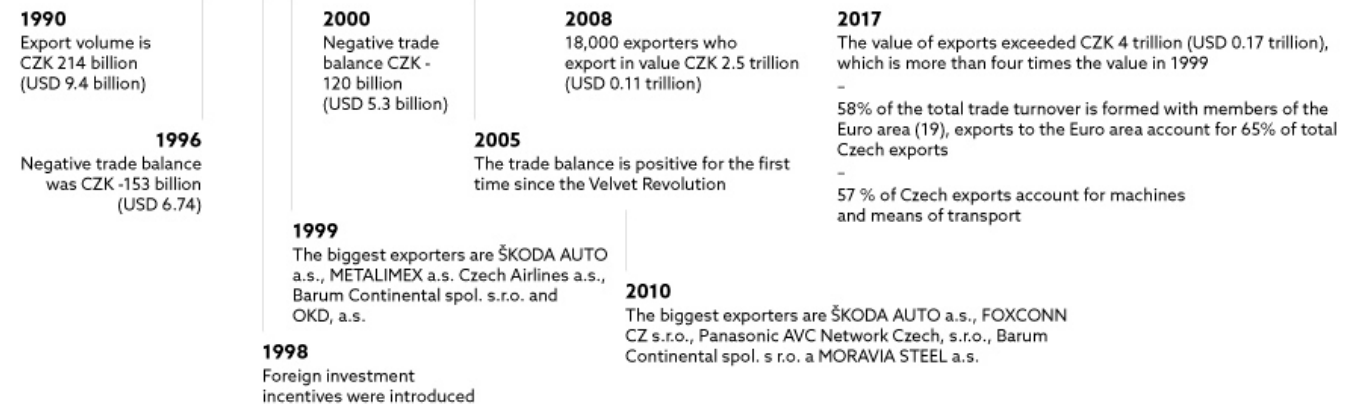 1990
Export volume is
CZK 214 billion
(USD 9.4 billion)
1996
Negative trade balance
was CZK -153 billion
(USD 6.74)
1998
Foreign investment
incentives were introduced
1999
The biggest exporters are ŠKODA AUTO
a.s., METALIMEX a.s. Czech Airlines a.s.,
Barum Continental spol. s.r.o. and
OKD, a.s.
2000
Negative trade
balance CZK -
120 billion
(USD 5.3 billion)
2005
The trade balance is positive for the first
time since the Velvet Revolution
2008
18,000 exporters who
export in value CZK 2.5 trillion
(USD 0.11 trillion)
2010
The biggest exporters are ŠKODA AUTO a.s., FOXCONN
CZ s.r.o., Panasonic AVC Network Czech, s.r.o., Barum
Continental spol. s r.o. a MORAVIA STEEL a.s.
2017
The value of exports exceeded CZK 4 trillion (USD 0.17 trillion),
which is more than four times the value in 1999
–
58% of the total trade turnover is formed with members of the
Euro area (19), exports to the Euro area account for 65% of total
Czech exports
–
57 % of Czech exports account for machines
and means of transport